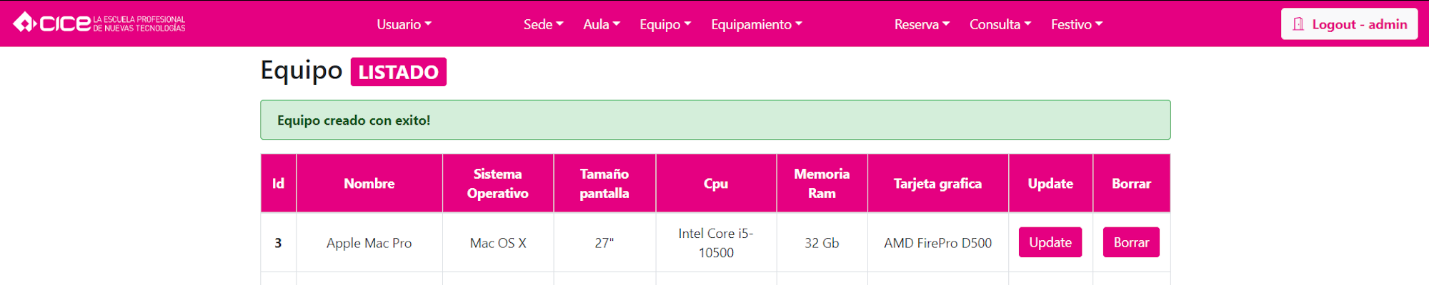 CICE LA ESCUELA PROFESIONAL
DE NUEVAS TECNOLOGÍAS
Usuario Sede Aula Equipo Equipamiento Reserva Consulta Festivo Logout - admin
Equipo LISTADO
Equipo creado con exito!
Id Nombre Sistema Operativo Tamaño pantalla Cpu Memoria Ram Tarjeta grafica Update Borrar
3 Apple Mac Pro Mac OS X 27" Intel Core i5-10500 32 Gb AMD FirePro D500 Update Borrar